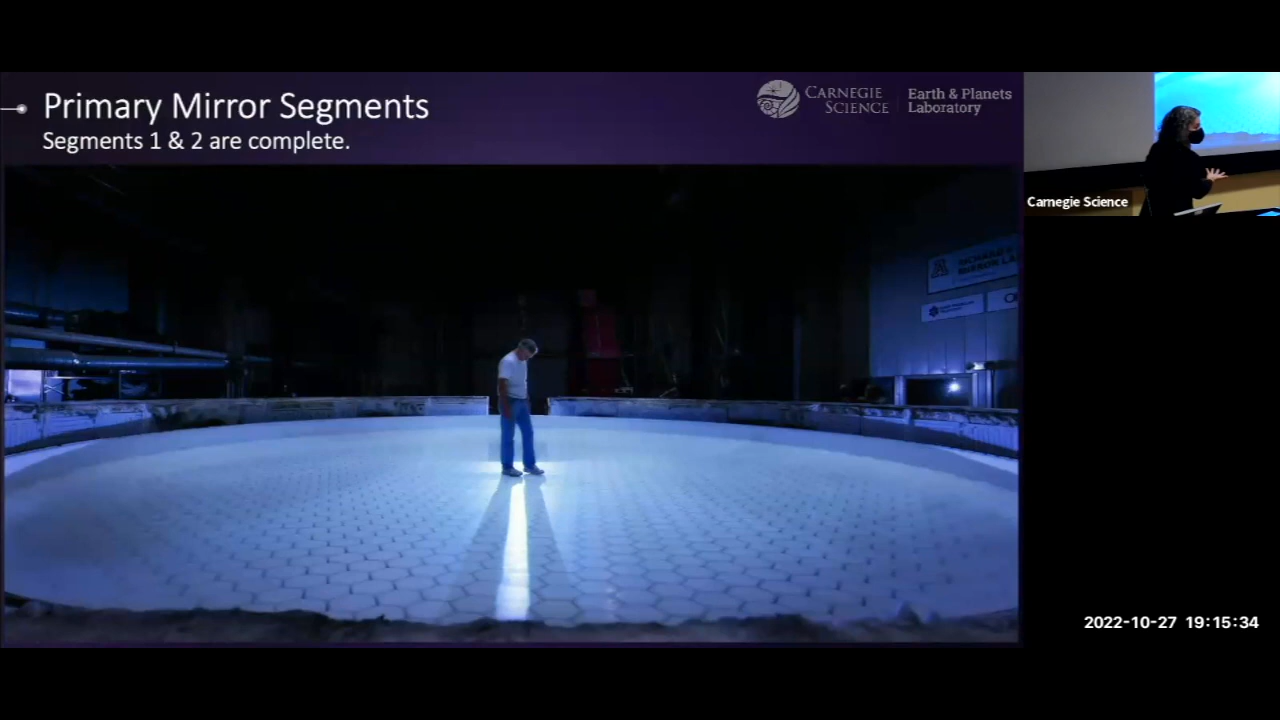 Primary Mirror Segments
Segments 1 & 2 are complete.
CARNEGIE
SCIENCE
Earth & Planets
Laboratory
Carnegie Science
2022-10-27 19:15:34